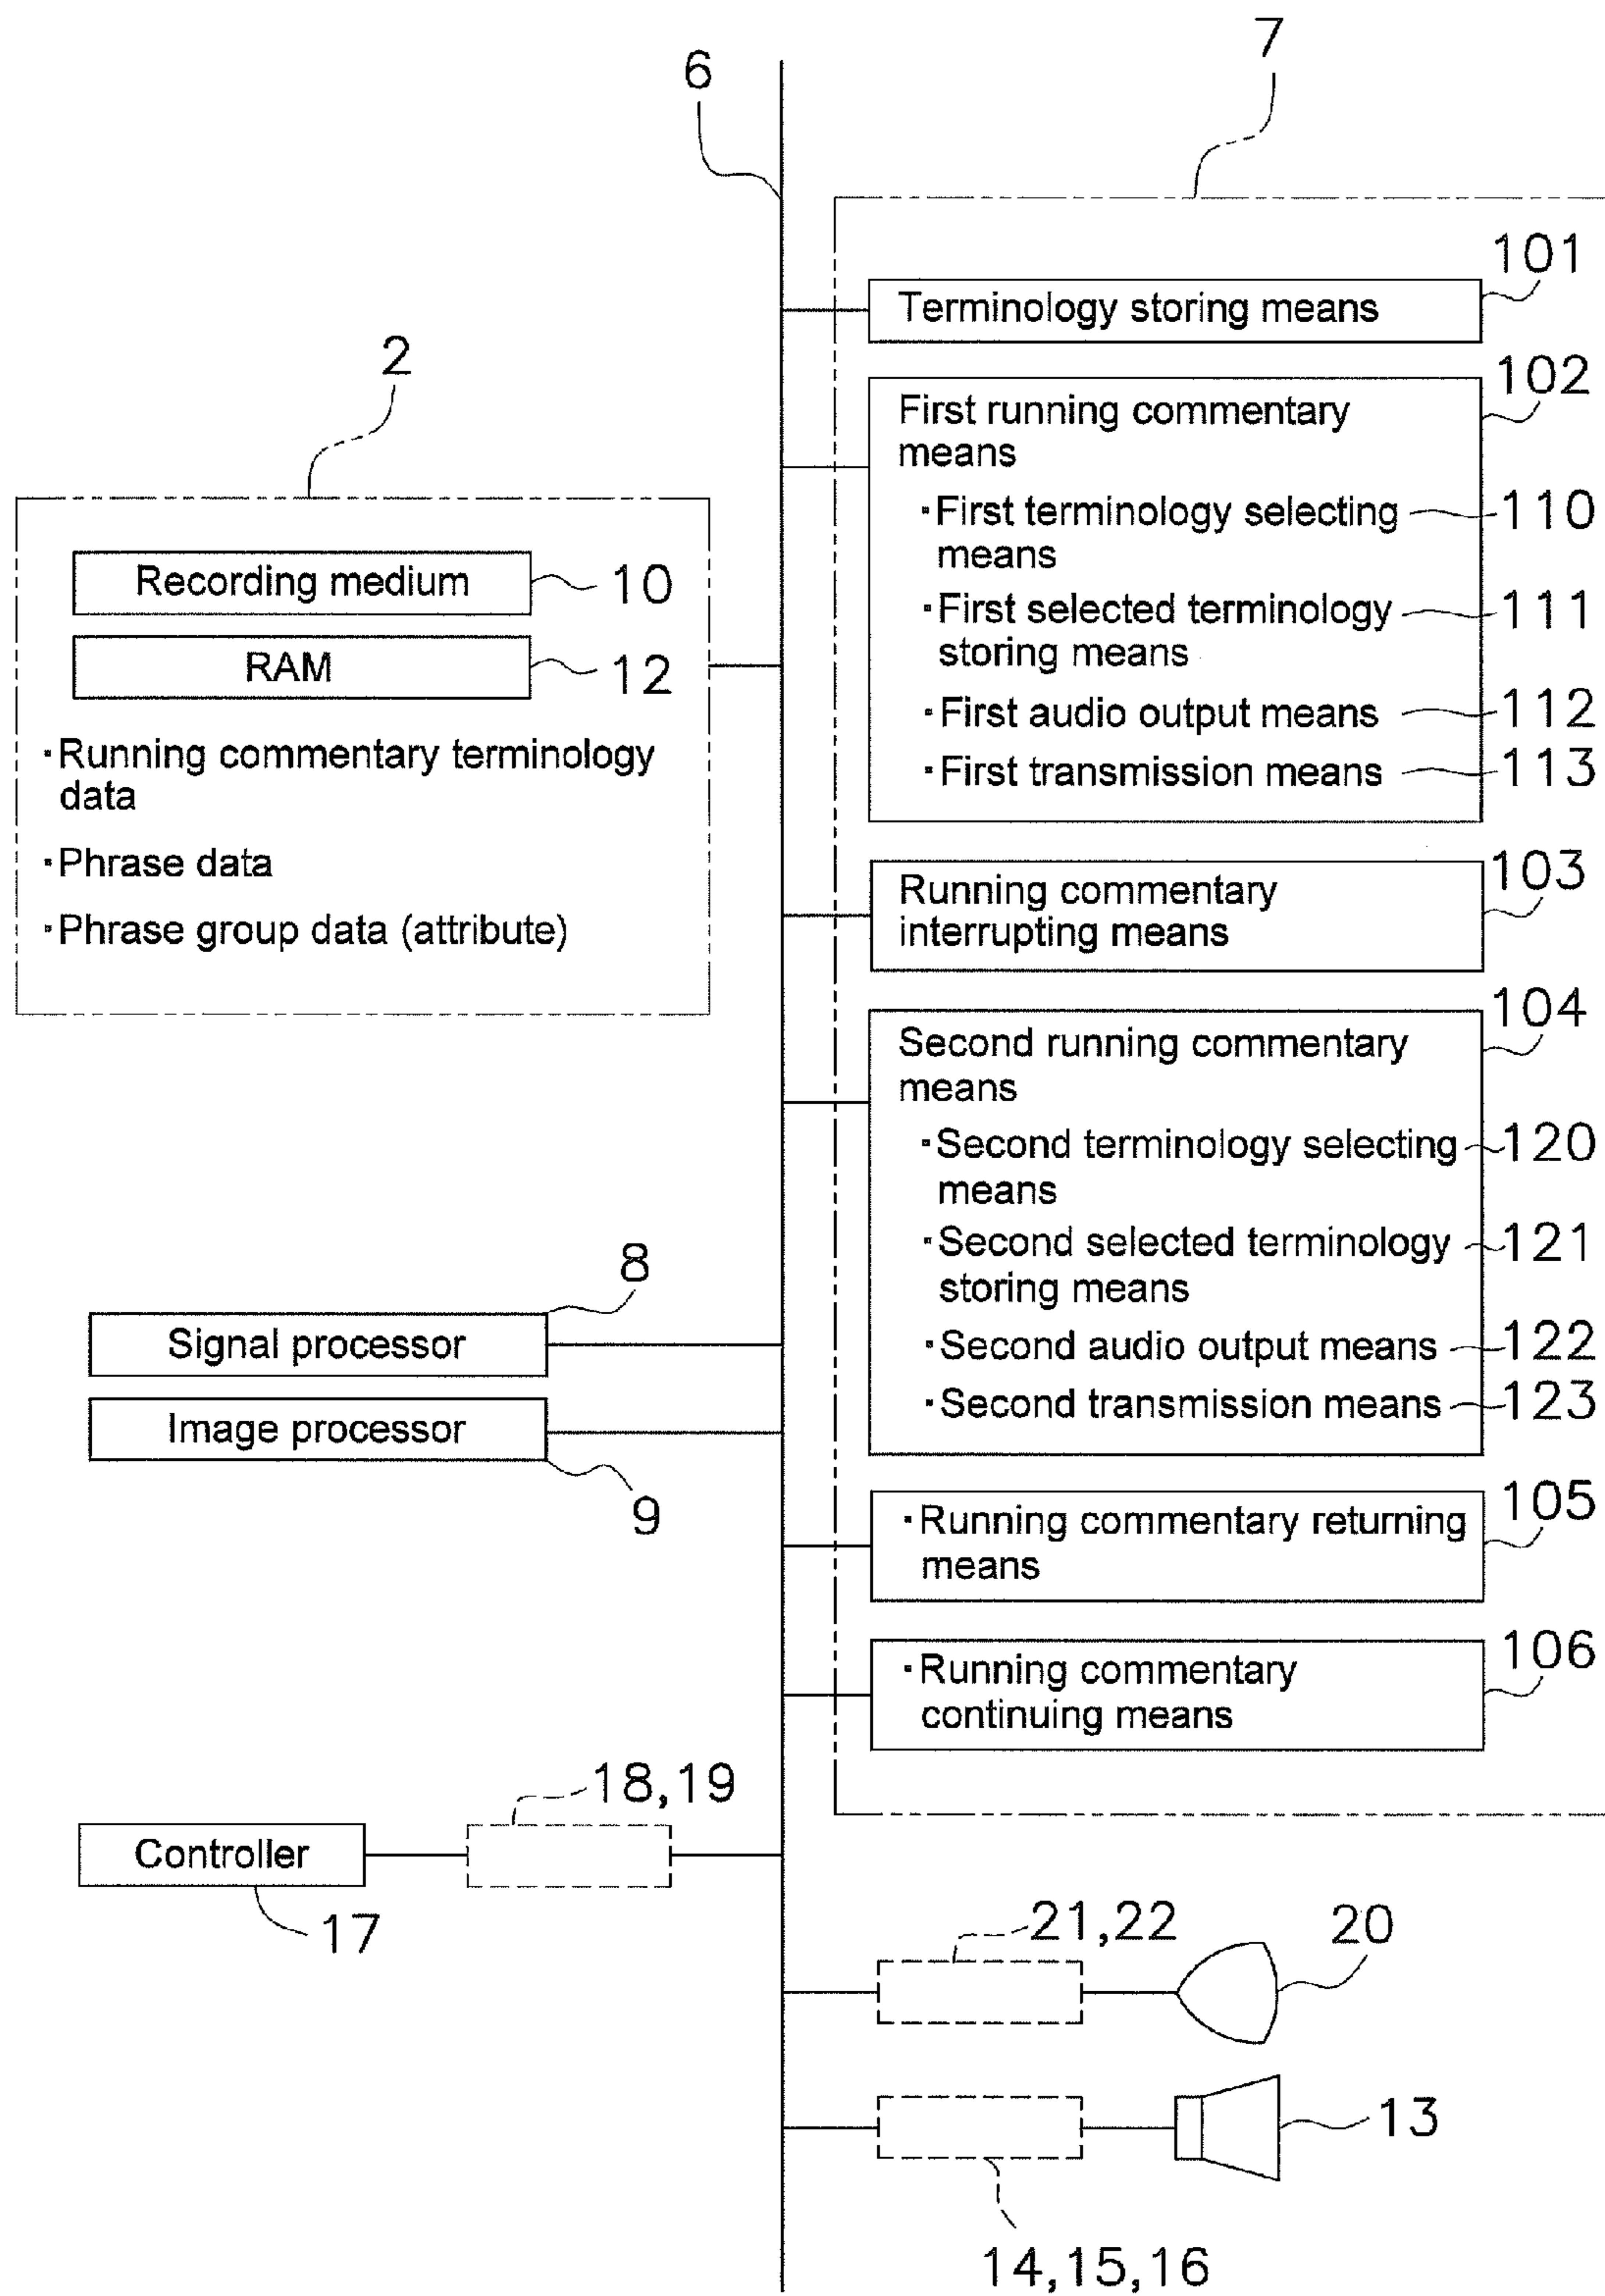 7
6
101
Terminology storing means
2
102
First running commentary
means
·First terminology selecting 110
means
·First selected terminology 111
storing means
·First audio output means 112
·First transmission means 113
Recording medium 10
RAM 12
·Running commentary terminology
data
·Phrase data
·Phrase group data (attribute)
103
Running commentary
interrupting means
104
Second running commentary
means
·Second terminology selecting 120
means
·Second selected terminology 121
storing means
·Second audio output means 122
·Second transmission means 123
8
Signal processor
Image processor
9
105
·Running commentary returning
means
106
·Running commentary
continuing means
18,19
Controller
17
21,22
20
13
14,15,16